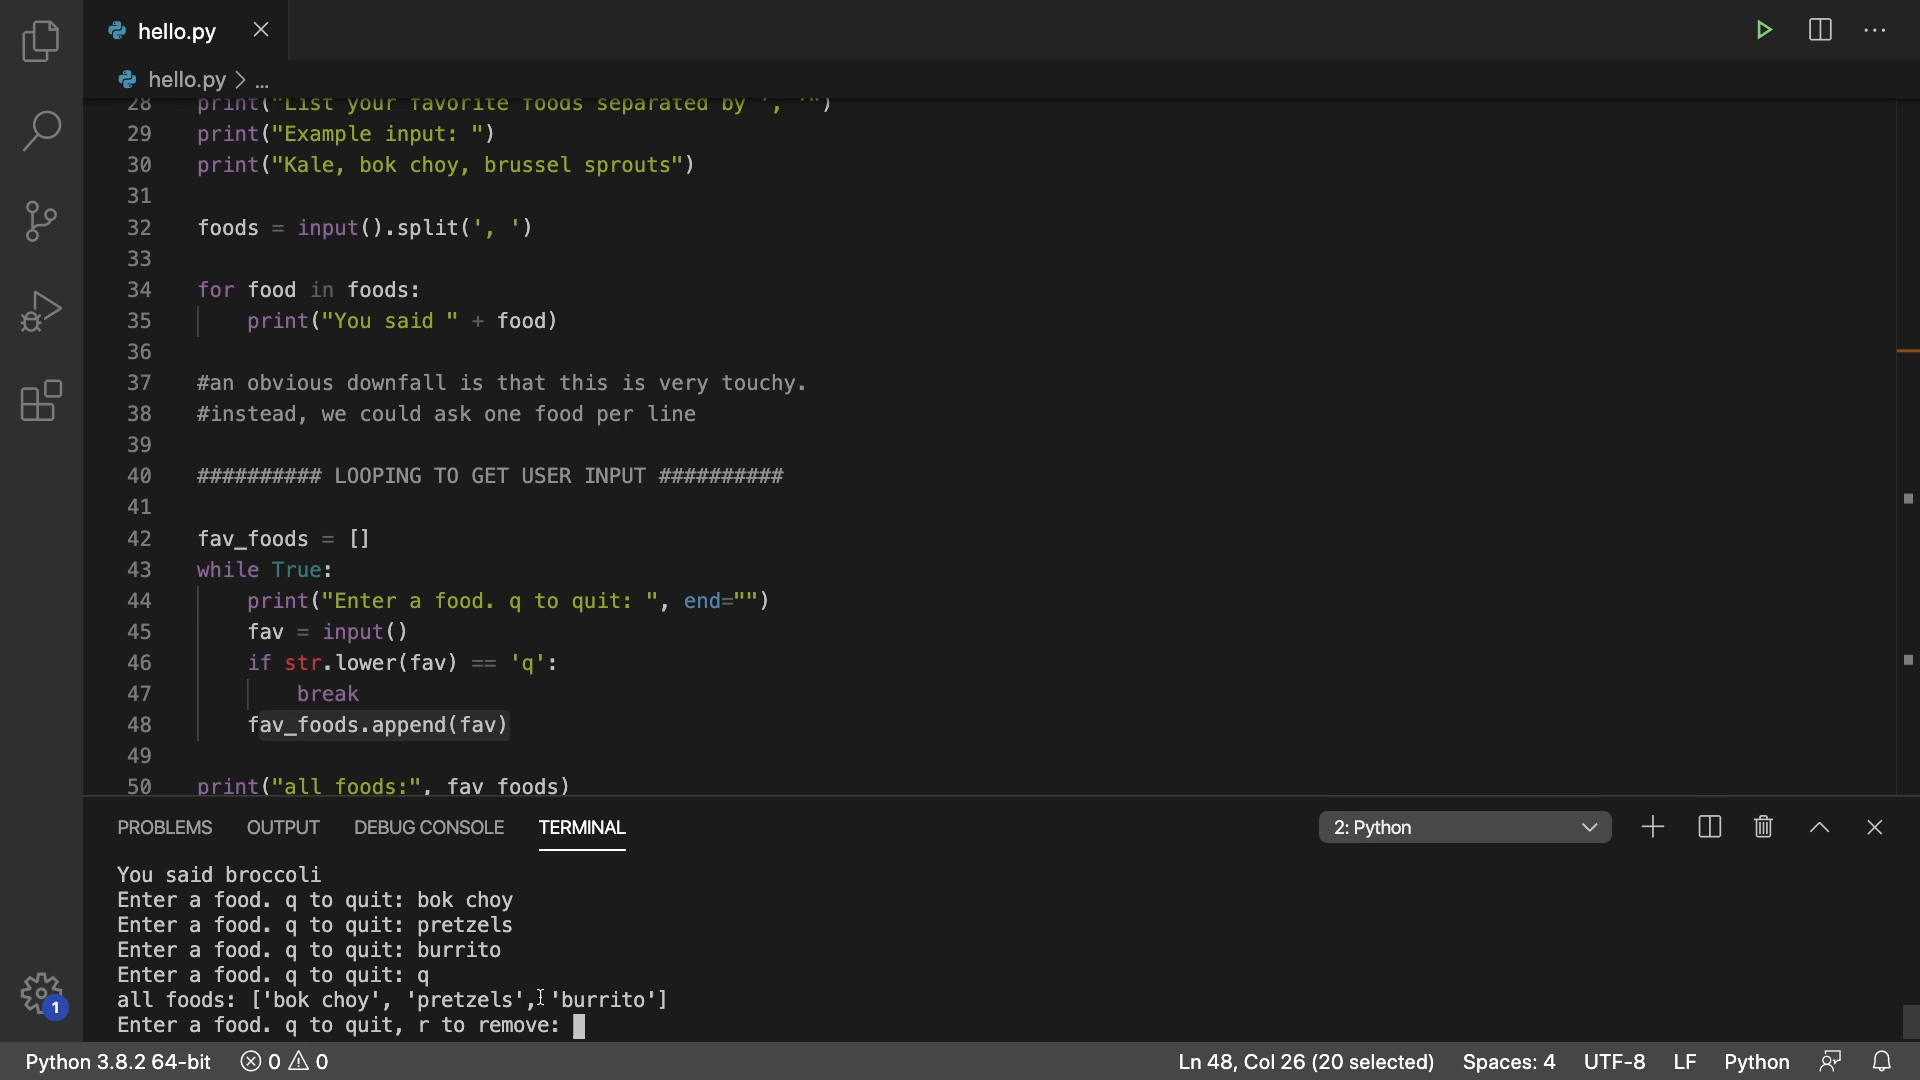 hello.py
hello.py > ...
28 print("List your favorite foods separated by ', '")
29 print("Example input: ")
30 print("Kale, bok choy, brussel sprouts")
31
32 foods = input().split(', ')
33
34 for food in foods:
35 print("You said " + food)
36
37 #an obvious downfall is that this is very touchy.
38 #instead, we could ask one food per line
39
40 ########## LOOPING TO GET USER INPUT ##########
41
42 fav_foods = []
43 while True:
44 print("Enter a food. q to quit: ", end="")
45 fav = input()
46 if str.lower(fav) == 'q':
47 break
48 fav_foods.append(fav)
49
50 print("all foods:", fav_foods)
PROBLEMS OUTPUT DEBUG CONSOLE TERMINAL 2: Python
You said broccoli
Enter a food. q to quit: bok choy
Enter a food. q to quit: pretzels
Enter a food. q to quit: burrito
Enter a food. q to quit: q
all foods: ['bok choy', 'pretzels', 'burrito']
Enter a food. q to quit, r to remove:
1
Python 3.8.2 64-bit 0 0 Ln 48, Col 26 (20 selected) Spaces: 4 UTF-8 LF Python